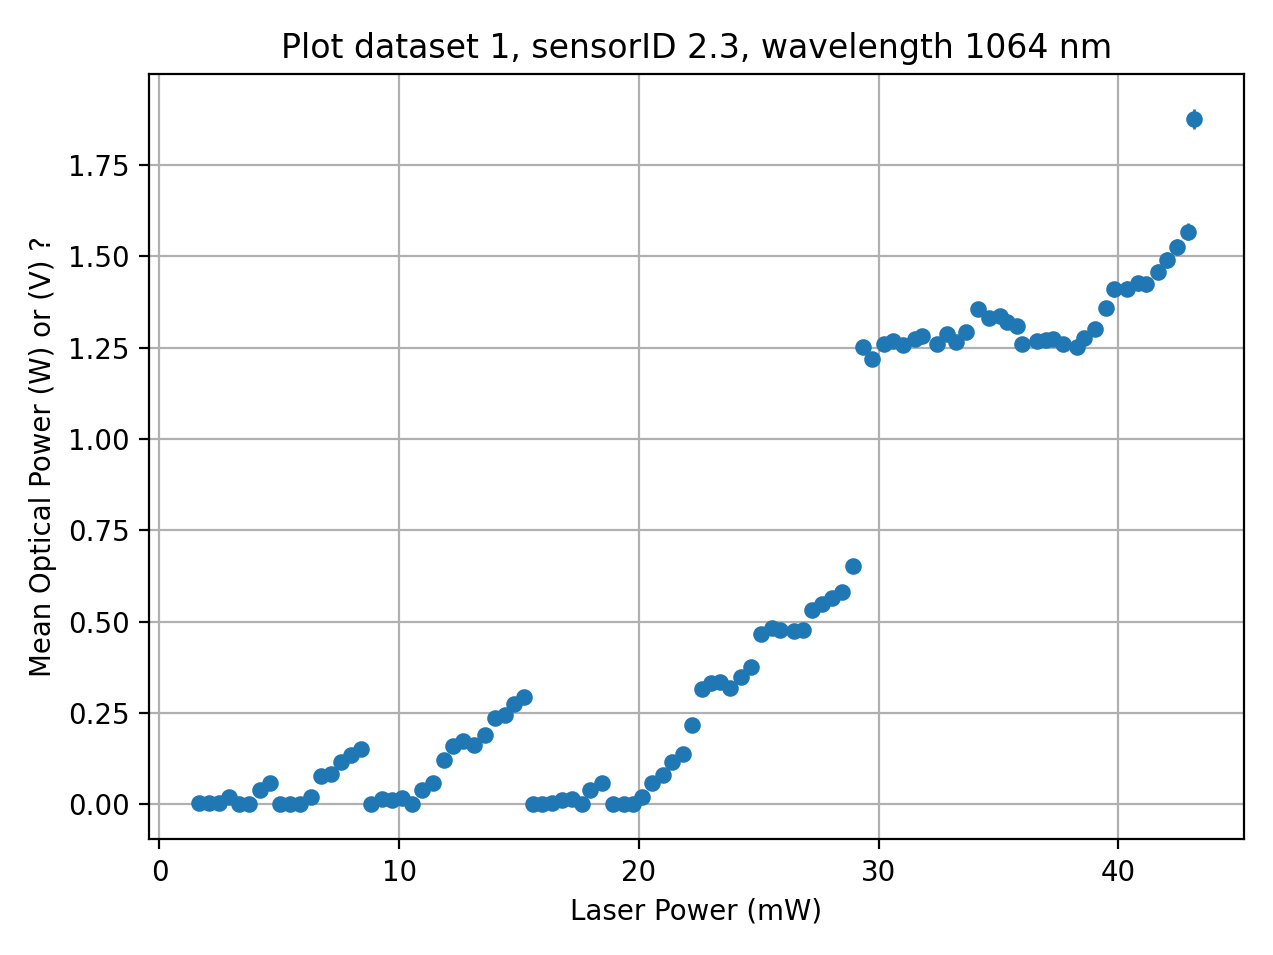 Plot dataset 1, sensorID 2.3, wavelength 1064 nm
Mean Optical Power (W) or (V) ?
1.75
1.50
1.25
1.00
0.75
0.50
0.25
0.00
0 10 20 30 40
Laser Power (mW)